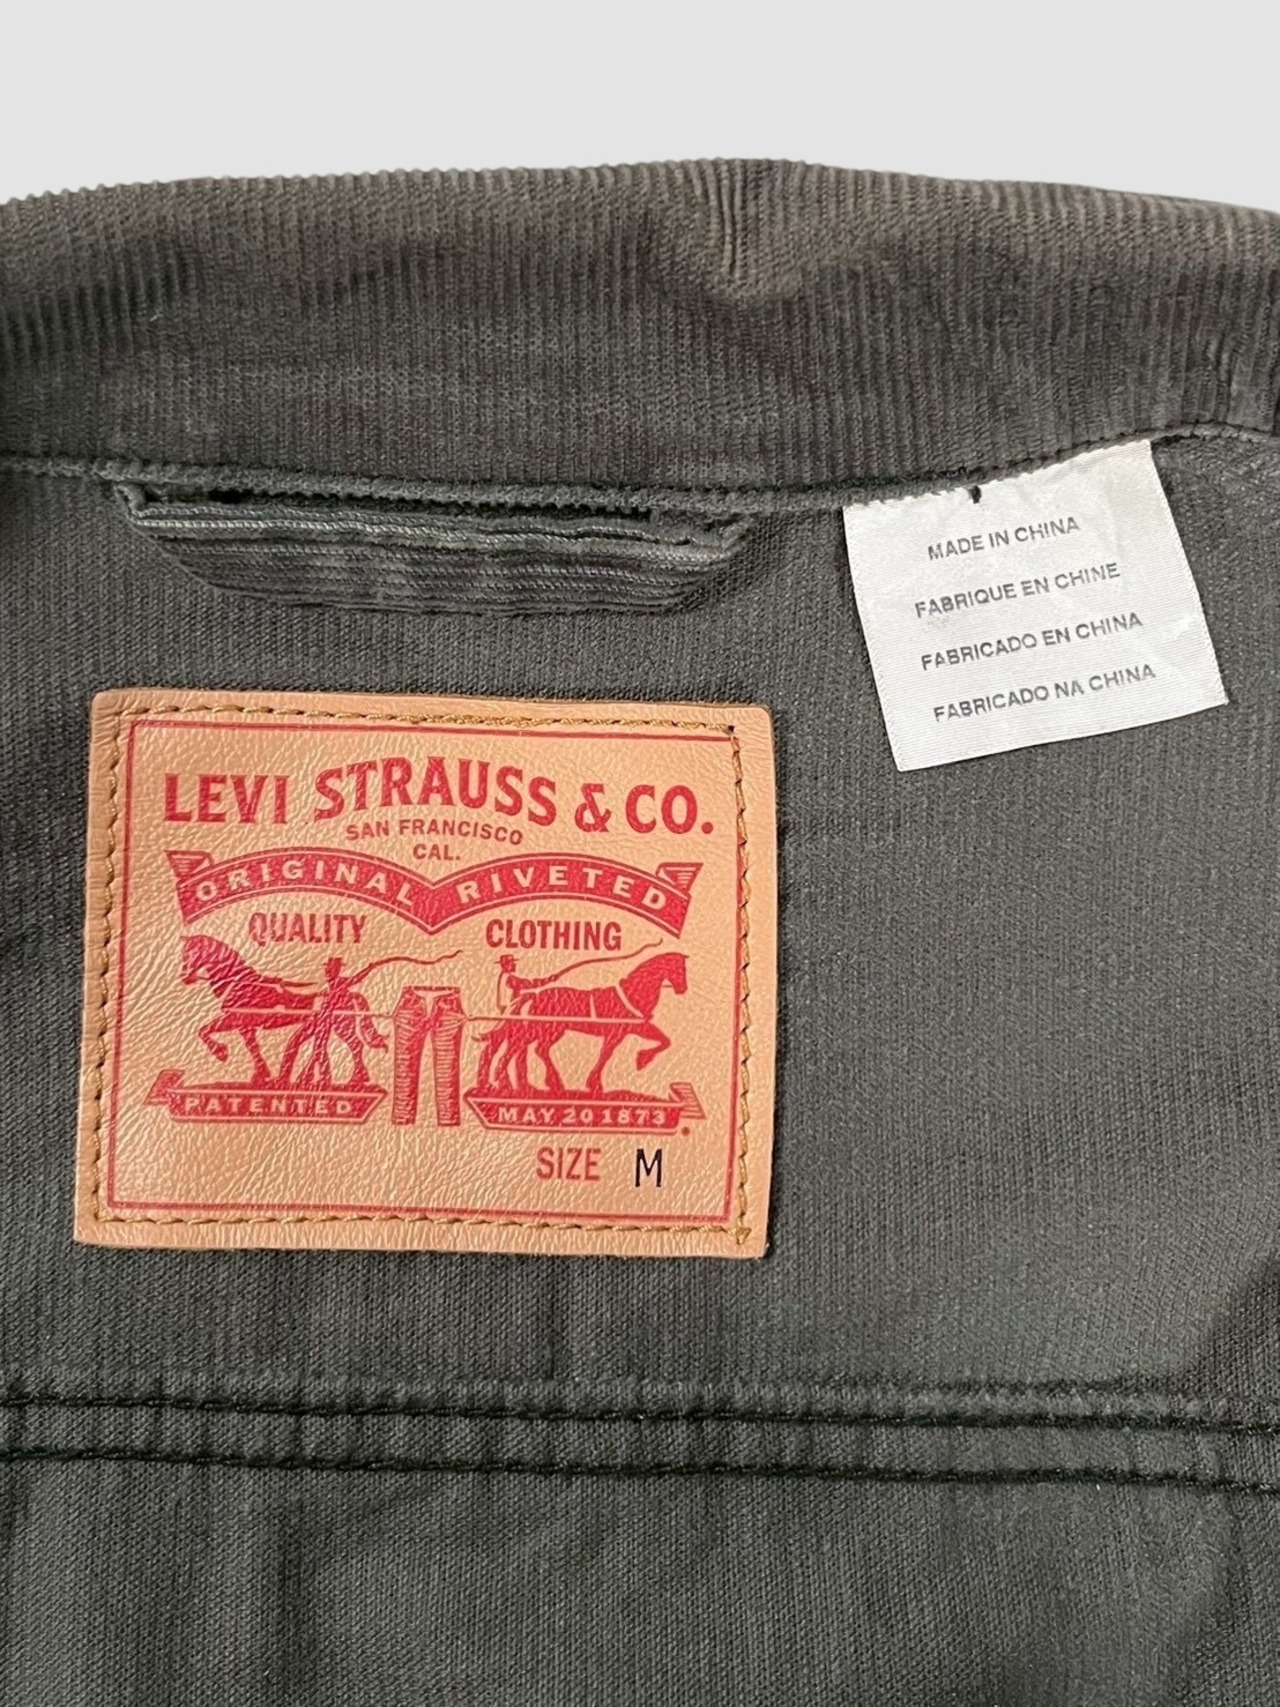 MADE IN CHINA
FABRIQUE EN CHINE
FABRICADO EN CHINA
FABRICADO NA CHINA
LEVI STRAUSS & CO.
SAN FRANCISCO
CAL.
ORIGINAL RIVETED
QUALITY CLOTHING
PATENTED MAY 20 1873
SIZE M